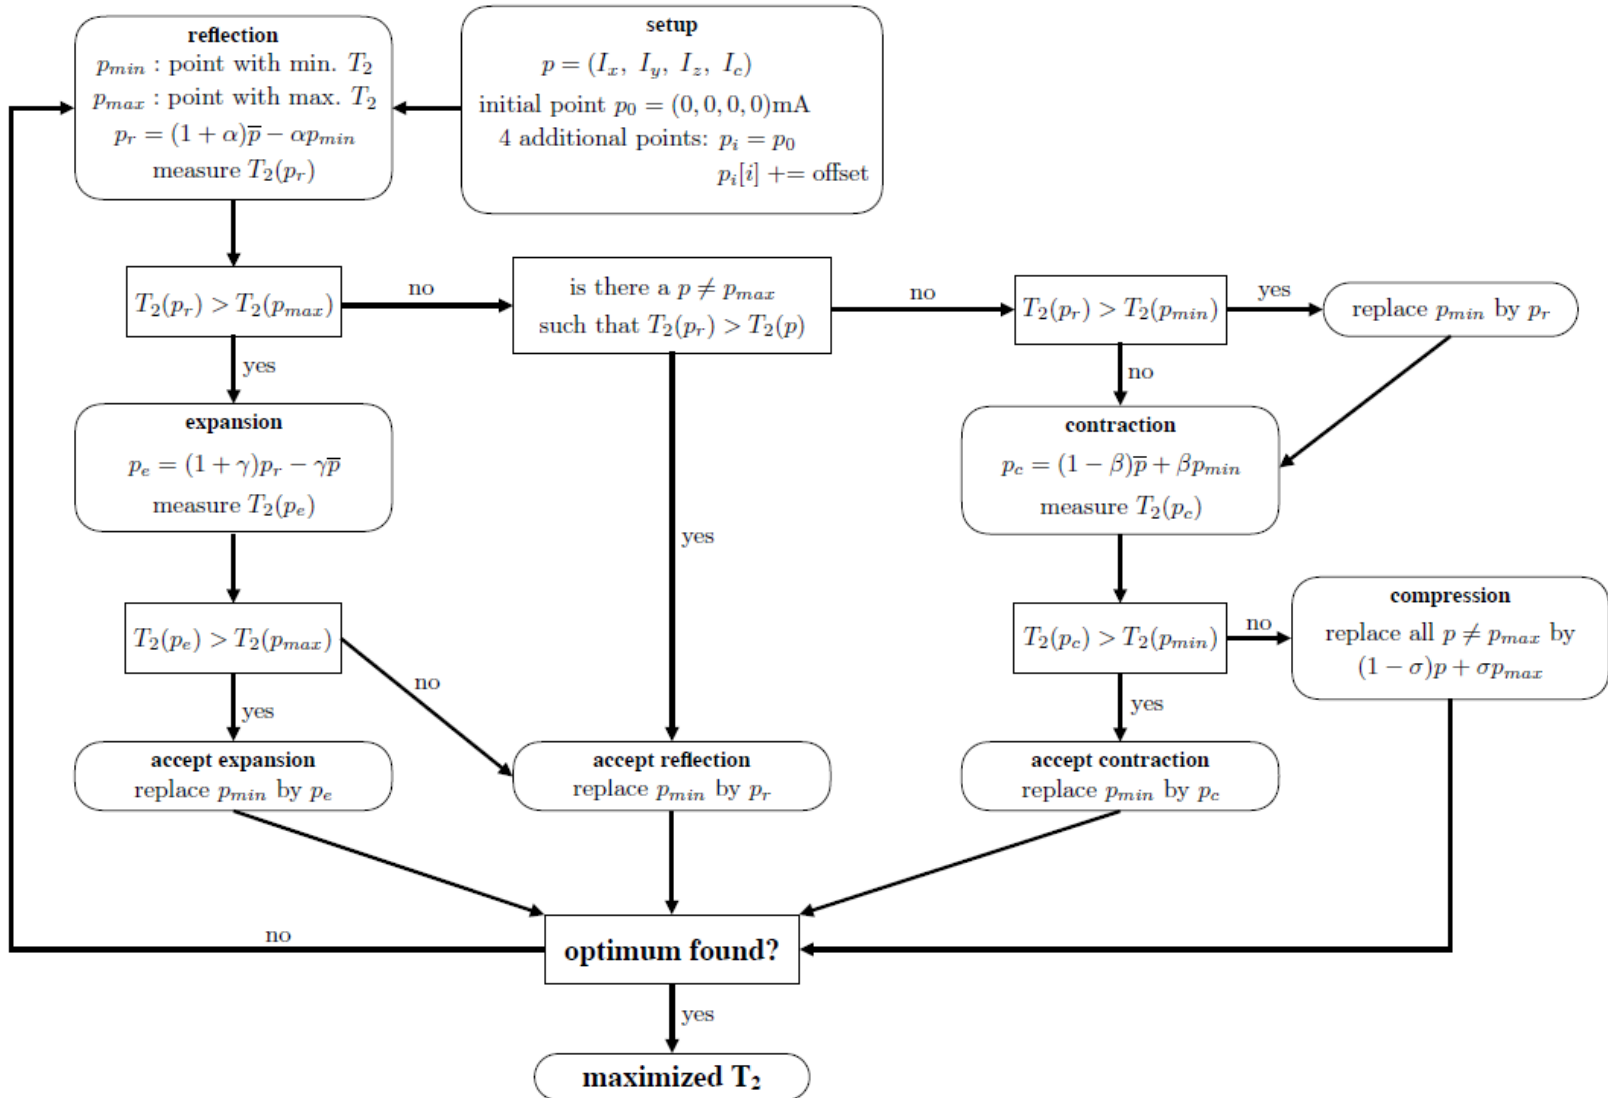 reflection
p_min : point with min. T_2
p_max : point with max. T_2
p_r = (1 + α)p̅ − αp_min
measure T_2(p_r)
setup
p = (I_x, I_y, I_z, I_c)
initial point p_0 = (0, 0, 0, 0)mA
4 additional points: p_i = p_0
p_i[i] += offset
T_2(p_r) > T_2(p_max)
no
is there a p ≠ p_max
such that T_2(p_r) > T_2(p)
no
T_2(p_r) > T_2(p_min)
yes
replace p_min by p_r
yes
no
expansion
p_e = (1 + γ)p_r − γp̅
measure T_2(p_e)
contraction
p_c = (1 − β)p̅ + βp_min
measure T_2(p_c)
yes
T_2(p_e) > T_2(p_max)
no
yes
T_2(p_c) > T_2(p_min)
no
yes
compression
replace all p ≠ p_max by
(1 − σ)p + σp_max
accept expansion
replace p_min by p_e
accept reflection
replace p_min by p_r
accept contraction
replace p_min by p_c
no
optimum found?
yes
maximized T_2